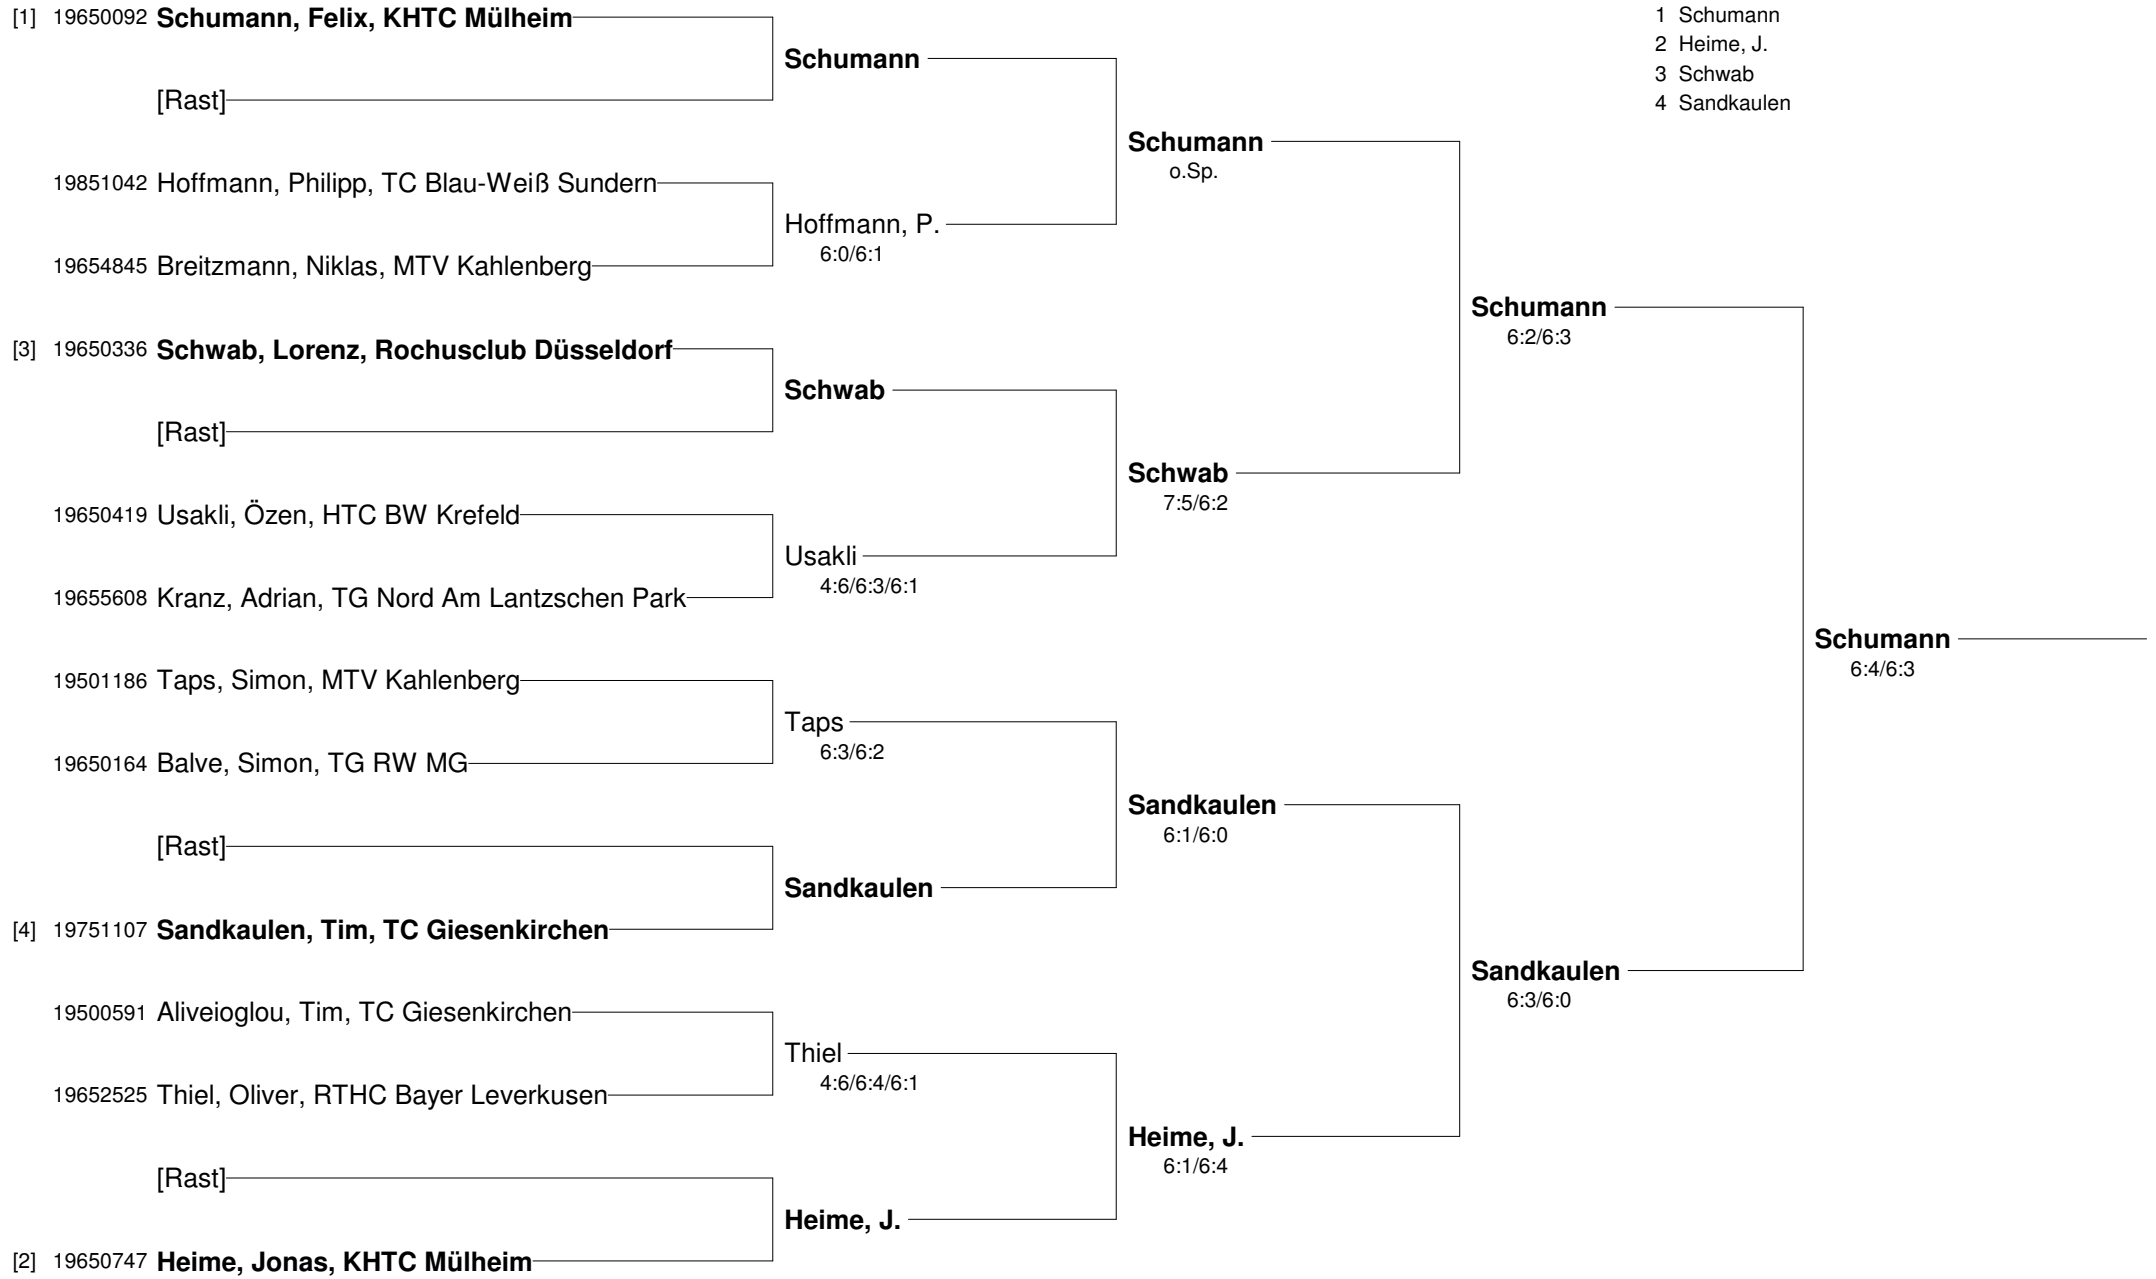 [1] 19650092 Schumann, Felix, KHTC Mülheim
[Rast]
19851042 Hoffmann, Philipp, TC Blau-Weiß Sundern
19654845 Breitzmann, Niklas, MTV Kahlenberg
[3] 19650336 Schwab, Lorenz, Rochusclub Düsseldorf
[Rast]
19650419 Usakli, Özen, HTC BW Krefeld
19655608 Kranz, Adrian, TG Nord Am Lantzschen Park
19501186 Taps, Simon, MTV Kahlenberg
19650164 Balve, Simon, TG RW MG
[Rast]
[4] 19751107 Sandkaulen, Tim, TC Giesenkirchen
19500591 Aliveioglou, Tim, TC Giesenkirchen
19652525 Thiel, Oliver, RTHC Bayer Leverkusen
[Rast]
[2] 19650747 Heime, Jonas, KHTC Mülheim
Schumann
Hoffmann, P.
6:0/6:1
Schwab
Usakli
4:6/6:3/6:1
Taps
6:3/6:2
Sandkaulen
Thiel
4:6/6:4/6:1
Heime, J.
Schumann
o.Sp.
Schwab
7:5/6:2
Sandkaulen
6:1/6:0
Heime, J.
6:1/6:4
Schumann
6:2/6:3
Sandkaulen
6:3/6:0
Schumann
6:4/6:3
1 Schumann
2 Heime, J.
3 Schwab
4 Sandkaulen